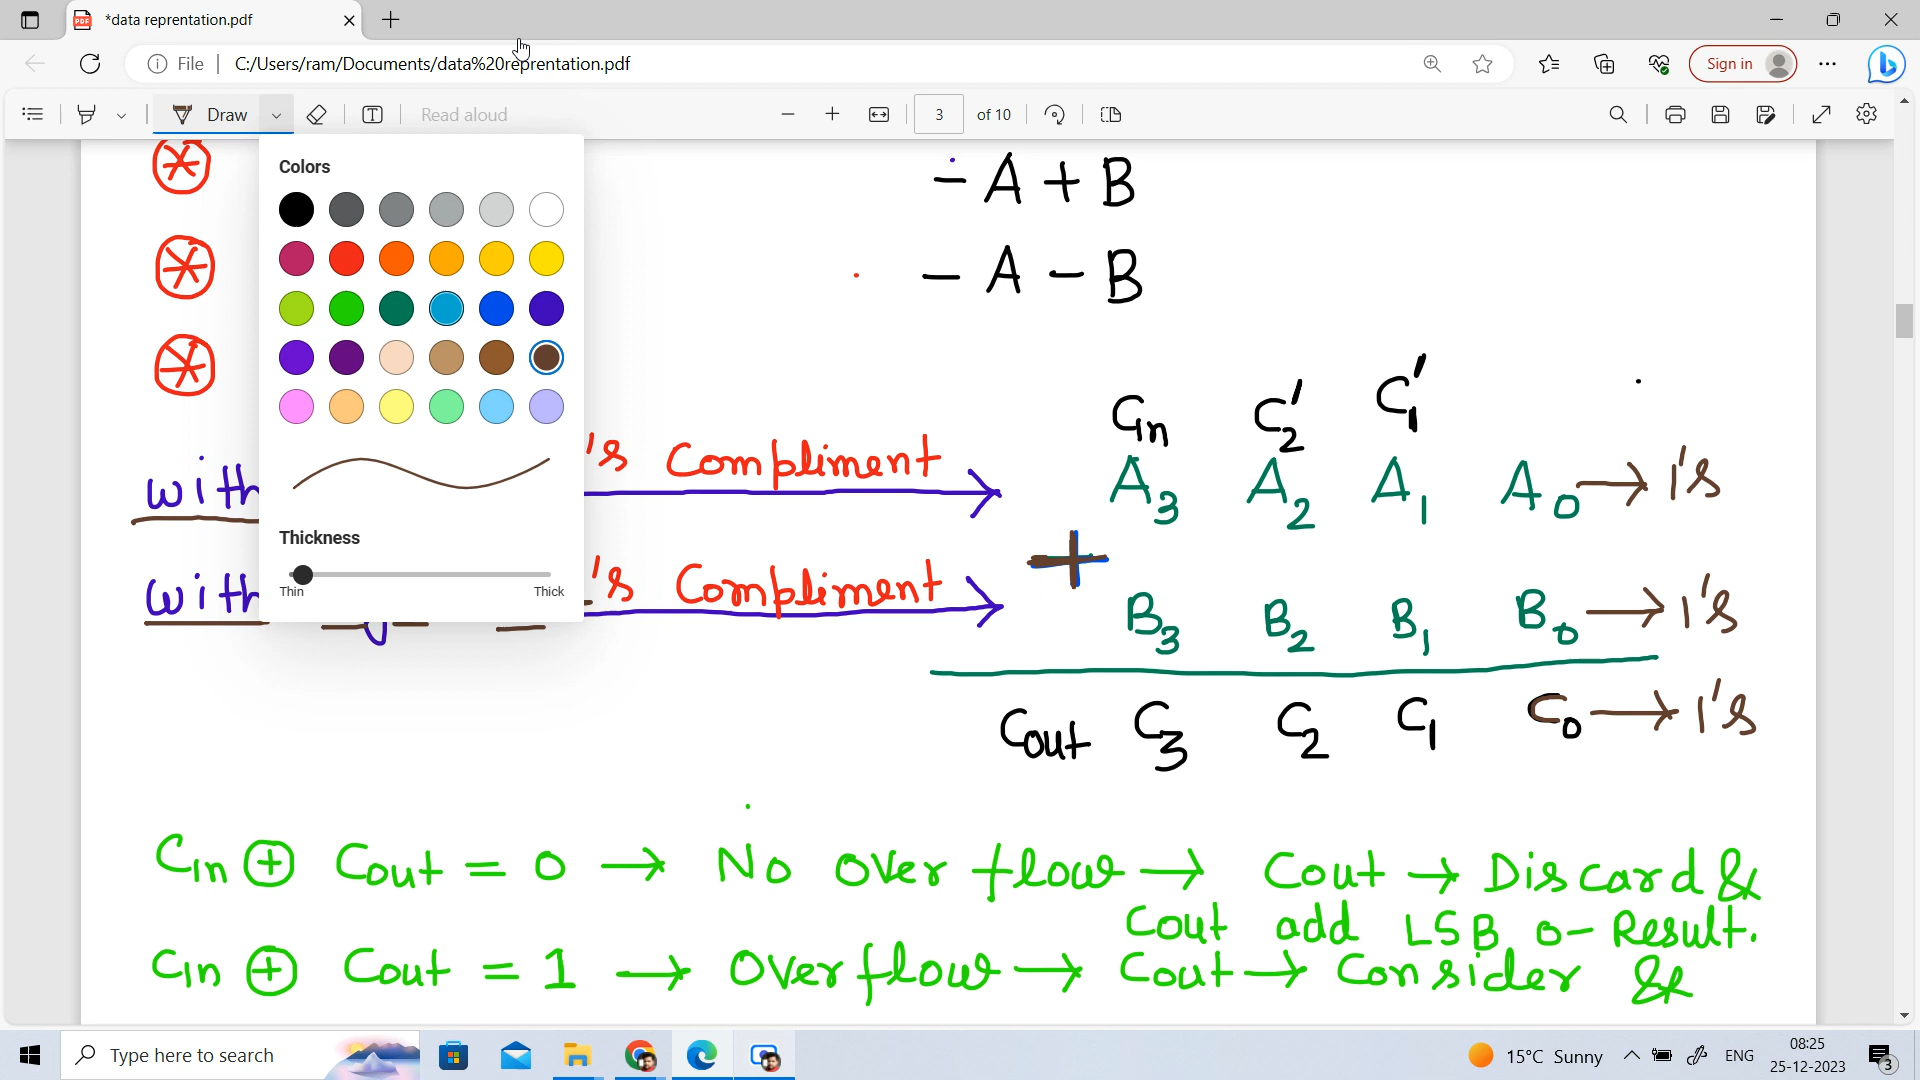 *data reprentation.pdf
File
C:/Users/ram/Documents/data%20reprentation.pdf
Sign in
Draw
Read aloud
3 of 10
Colors
Thickness
Thin Thick
- A + B
- A - B
Cin C2' C1'
with 's Compliment
A3 A2 A1 A0 → 1's
+
with 's Compliment
B3 B2 B1 B0 → 1's
Cout C3 C2 C1 C0 → 1's
Cin ⊕ Cout = 0 → No over flow → Cout → Discard &
Cout add LSB o- Result.
Cin ⊕ Cout = 1 → Over flow → Cout → Consider &
Type here to search
15°C Sunny
ENG
08:25
25-12-2023
3